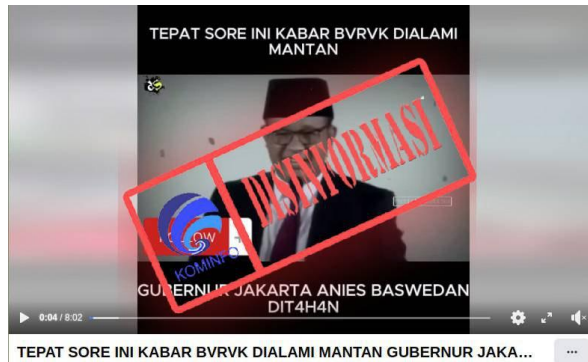 TEPAT SORE INI KABAR BVRVK DIALAMI
MANTAN
DISINFORMASI
KOMINFO
GUBERNUR JAKARTA ANIES BASWEDAN
DIT4H4N
0:04 / 8:02
TEPAT SORE INI KABAR BVRVK DIALAMI MANTAN GUBERNUR JAKA...